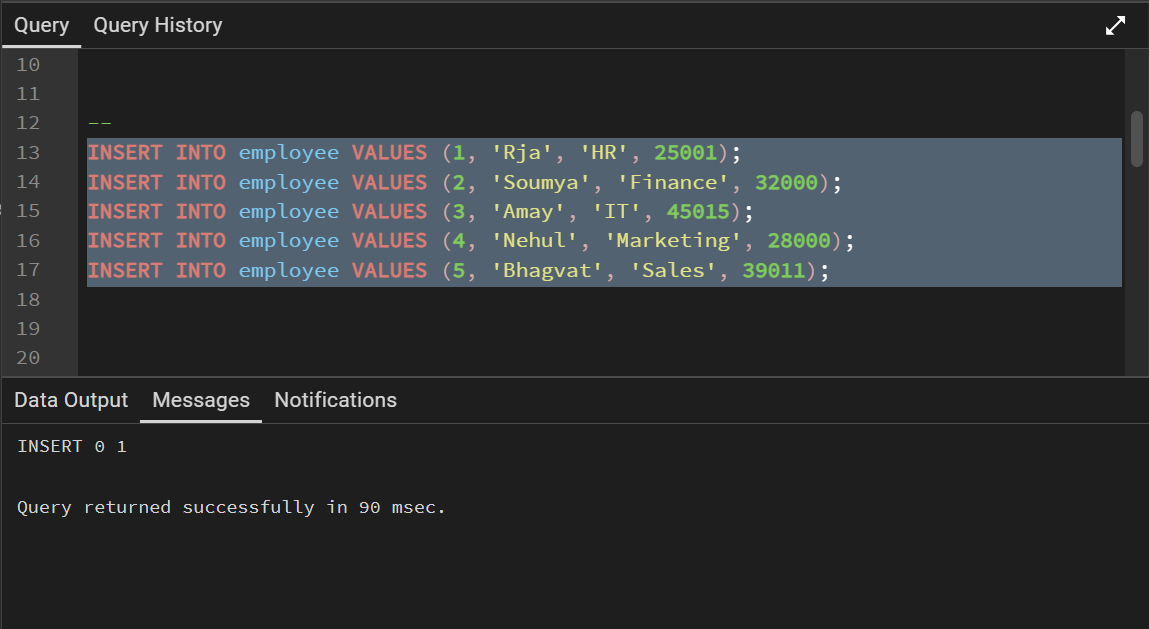 Query Query History
10
11
12 --
13 INSERT INTO employee VALUES (1, 'Rja', 'HR', 25001);
14 INSERT INTO employee VALUES (2, 'Soumya', 'Finance', 32000);
15 INSERT INTO employee VALUES (3, 'Amay', 'IT', 45015);
16 INSERT INTO employee VALUES (4, 'Nehul', 'Marketing', 28000);
17 INSERT INTO employee VALUES (5, 'Bhagvat', 'Sales', 39011);
18
19
20
Data Output Messages Notifications
INSERT 0 1
Query returned successfully in 90 msec.